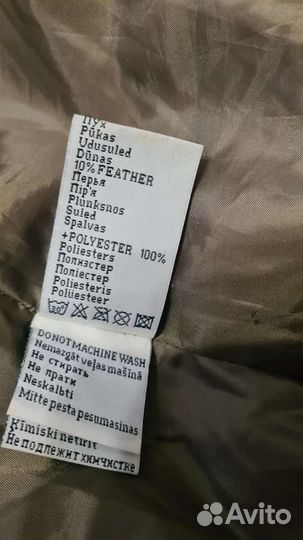 Пух
Pūkas
Udusuled
Dūnas
10% FEATHER
Перья
Пір'я
Plunksnos
Suled
Spalvas
+POLYESTER 100%
Poliesters
Полиэстер
Поліестер
Poliesteris
Polüesteer
30°
DO NOT MACHINE WASH
Nemazgāt veļas mašīnā
Не стирать
Не прати
Neskalbti
Mitte pesta pesumasinas
Ķīmiski netīrīt
Не подлежит химчистке
Avito